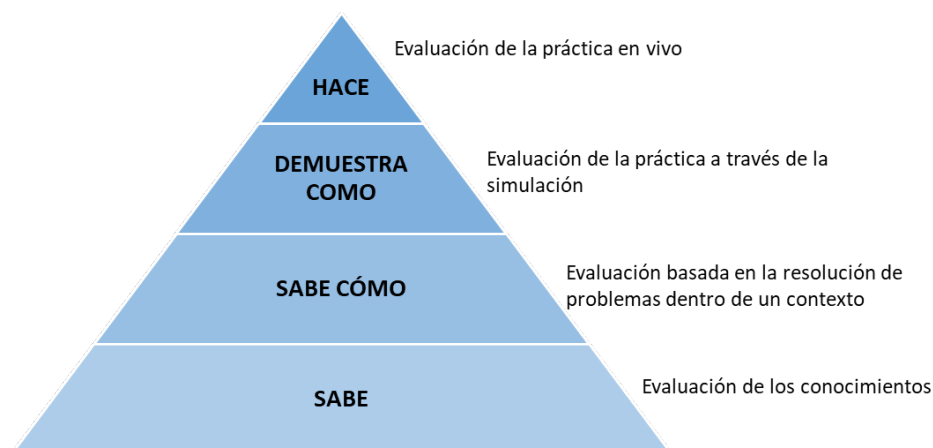 Evaluación de la práctica en vivo
HACE
DEMUESTRA
COMO
Evaluación de la práctica a través de la
simulación
SABE CÓMO
Evaluación basada en la resolución de
problemas dentro de un contexto
SABE
Evaluación de los conocimientos